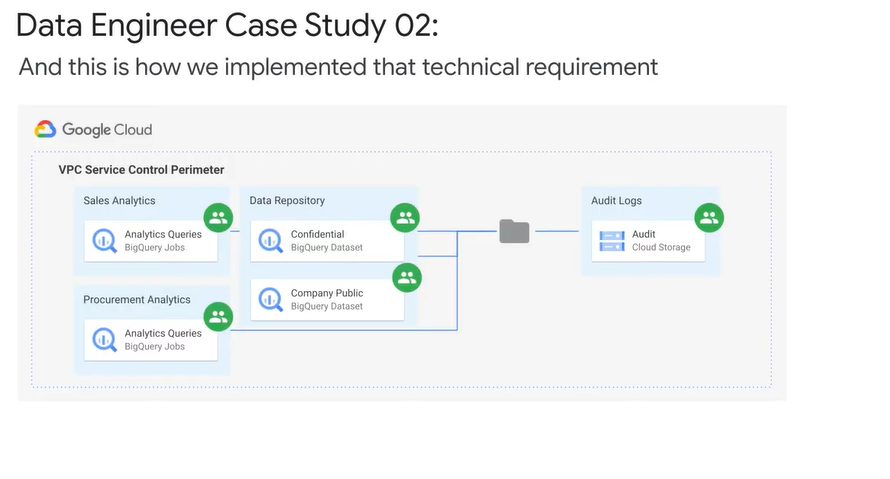 Data Engineer Case Study 02:
And this is how we implemented that technical requirement
Google Cloud
VPC Service Control Perimeter
Sales Analytics
Analytics Queries
BigQuery Jobs
Procurement Analytics
Analytics Queries
BigQuery Jobs
Data Repository
Confidential
BigQuery Dataset
Company Public
BigQuery Dataset
Audit Logs
Audit
Cloud Storage